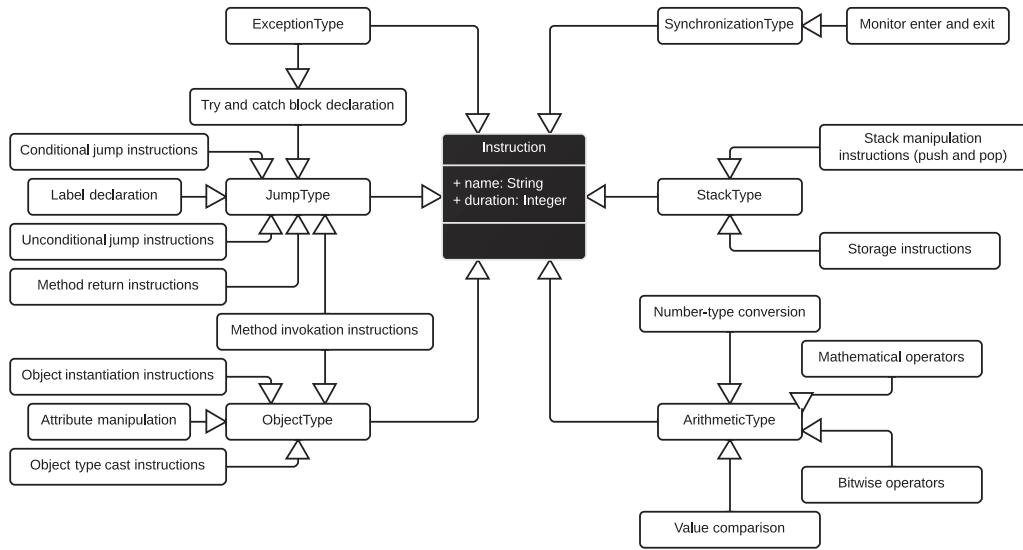 ExceptionType
SynchronizationType
Monitor enter and exit
Try and catch block declaration
Conditional jump instructions
Instruction
Stack manipulation
instructions (push and pop)
Label declaration
JumpType
+ name: String
+ duration: Integer
StackType
Unconditional jump instructions
Storage instructions
Method return instructions
Number-type conversion
Method invokation instructions
Mathematical operators
Object instantiation instructions
Attribute manipulation
ObjectType
ArithmeticType
Object type cast instructions
Bitwise operators
Value comparison